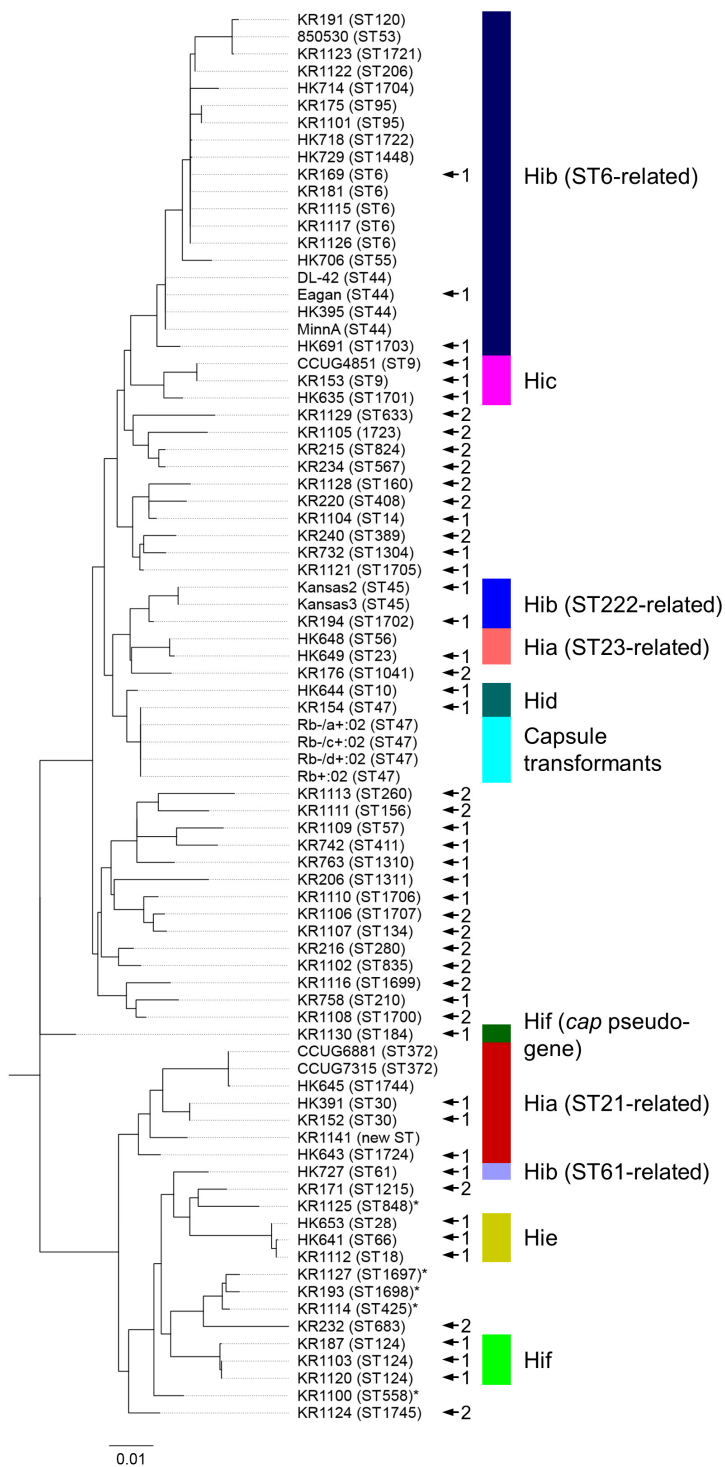 KR191 (ST120)
850530 (ST53)
KR1123 (ST1721)
KR1122 (ST206)
HK714 (ST1704)
KR175 (ST95)
KR1101 (ST95)
HK718 (ST1722)
HK729 (ST1448)
KR169 (ST6) 1 Hib (ST6-related)
KR181 (ST6)
KR1115 (ST6)
KR1117 (ST6)
KR1126 (ST6)
HK706 (ST55)
DL-42 (ST44)
Eagan (ST44) 1
HK395 (ST44)
MinnA (ST44)
HK691 (ST1703) 1
CCUG4851 (ST9) 1
KR153 (ST9) 1 Hic
HK635 (ST1701) 1
KR1129 (ST633) 2
KR1105 (1723) 2
KR215 (ST824) 2
KR234 (ST567) 2
KR1128 (ST160) 2
KR220 (ST408) 2
KR1104 (ST14) 1
KR240 (ST389) 2
KR732 (ST1304) 1
KR1121 (ST1705) 1
Kansas2 (ST45) 1
Kansas3 (ST45) Hib (ST222-related)
KR194 (ST1702) 1
HK648 (ST56) Hia (ST23-related)
HK649 (ST23) 1
KR176 (ST1041) 2
HK644 (ST10) 1 Hid
KR154 (ST47) 1
Rb-/a+:02 (ST47) Capsule
Rb-/c+:02 (ST47)
Rb-/d+:02 (ST47) transformants
Rb+:02 (ST47)
KR1113 (ST260) 2
KR1111 (ST156) 2
KR1109 (ST57) 1
KR742 (ST411) 1
KR763 (ST1310) 1
KR206 (ST1311) 1
KR1110 (ST1706) 1
KR1106 (ST1707) 2
KR1107 (ST134) 2
KR216 (ST280) 2
KR1102 (ST835) 2
KR1116 (ST1699) 2
KR758 (ST210) 1
KR1108 (ST1700) 2 Hif (cap pseudo-
KR1130 (ST184) 1
CCUG6881 (ST372) gene)
CCUG7315 (ST372)
HK645 (ST1744)
HK391 (ST30) 1 Hia (ST21-related)
KR152 (ST30) 1
KR1141 (new ST)
HK643 (ST1724) 1
HK727 (ST61) 1 Hib (ST61-related)
KR171 (ST1215) 2
KR1125 (ST848)*
HK653 (ST28) 1
HK641 (ST66) 1 Hie
KR1112 (ST18) 1
KR1127 (ST1697)*
KR193 (ST1698)*
KR1114 (ST425)*
KR232 (ST683) 2
KR187 (ST124) 1
KR1103 (ST124) 1 Hif
KR1120 (ST124) 1
KR1100 (ST558)*
KR1124 (ST1745) 2
0.01